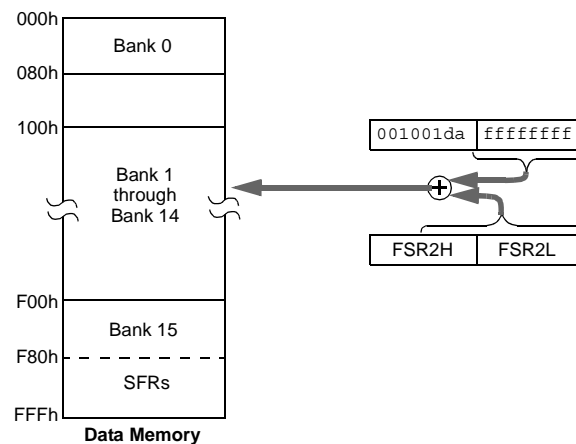 000h
Bank 0
080h
100h
001001da ffffffff
Bank 1
through
Bank 14
+
FSR2H FSR2L
F00h
Bank 15
F80h
SFRs
FFFh
Data Memory